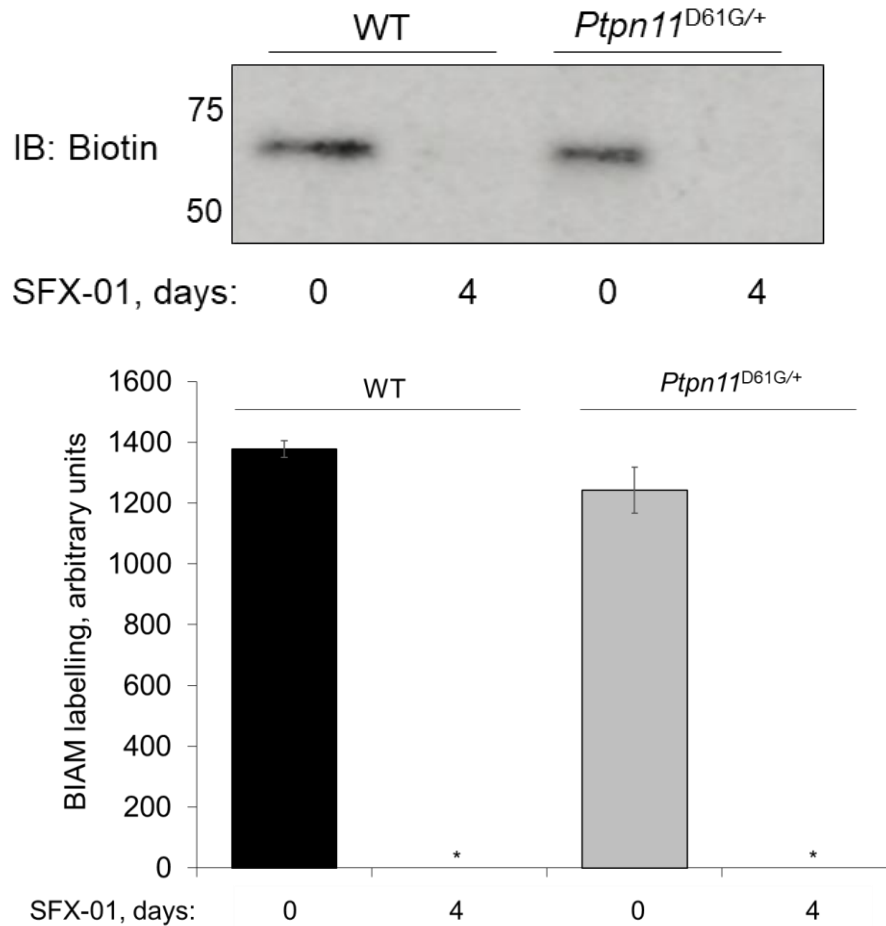 WT Ptpn11D61G/+
75
IB: Biotin
50
SFX-01, days: 0 4 0 4
1600
WT Ptpn11D61G/+
1400
1200
1000
800
600
400
200
0
* *
BIAM labelling, arbitrary units
SFX-01, days: 0 4 0 4